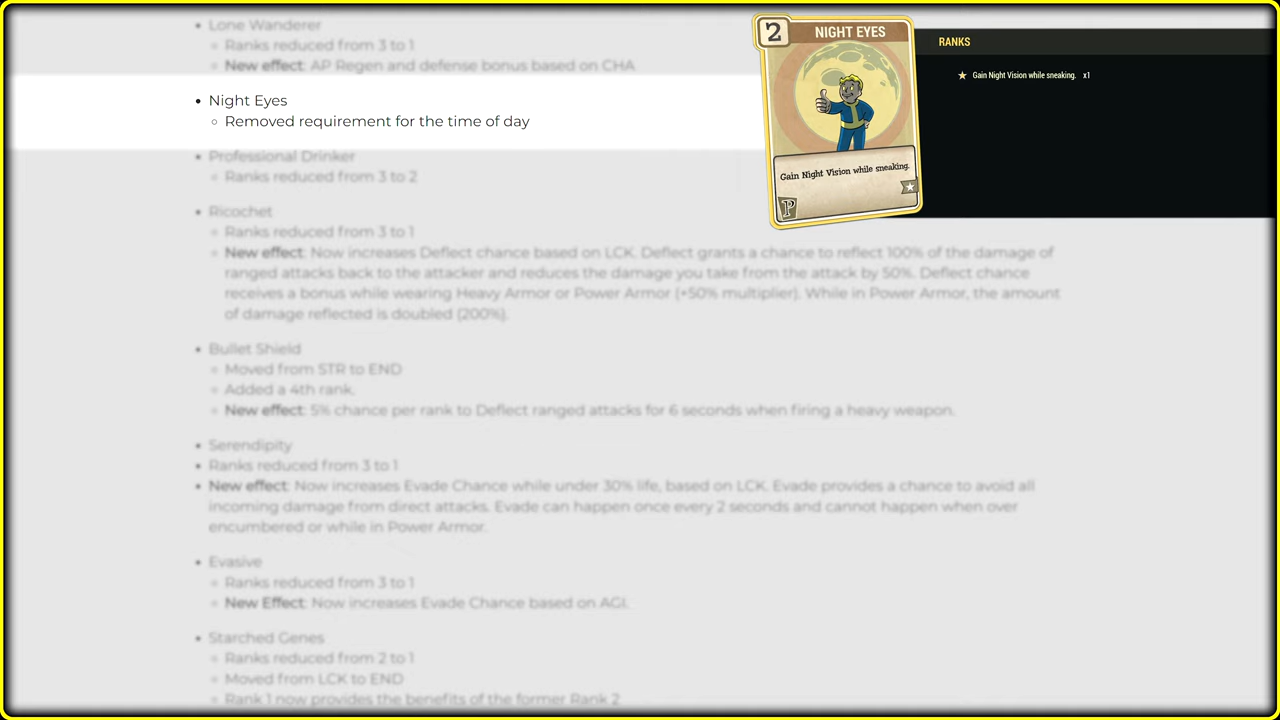 Lone Wanderer
Ranks reduced from 3 to 1
New effect: AP Regen and defense bonus based on CHA
Night Eyes
Removed requirement for the time of day
Professional Drinker
Ranks reduced from 3 to 2
Ricochet
Ranks reduced from 3 to 1
New effect: Now increases Deflect chance based on LCK. Deflect grants a chance to reflect 100% of the damage of
ranged attacks back to the attacker and reduces the damage you take from the attack by 50%. Deflect chance
receives a bonus while wearing Heavy Armor or Power Armor (+50% multiplier). While in Power Armor, the amount
of damage reflected is doubled (200%).
Bullet Shield
Moved from STR to END
Added a 4th rank.
New effect: 5% chance per rank to Deflect ranged attacks for 6 seconds when firing a heavy weapon.
Serendipity
Ranks reduced from 3 to 1
New effect: Now increases Evade Chance while under 30% life, based on LCK. Evade provides a chance to avoid all
incoming damage from direct attacks. Evade can happen once every 2 seconds and cannot happen when over
encumbered or while in Power Armor.
Evasive
Ranks reduced from 3 to 1
New Effect: Now increases Evade Chance based on AGI.
Starched Genes
Ranks reduced from 2 to 1
Moved from LCK to END
Rank 1 now provides the benefits of the former Rank 2
2
NIGHT EYES
Gain Night Vision while sneaking.
P
RANKS
Gain Night Vision while sneaking. x1